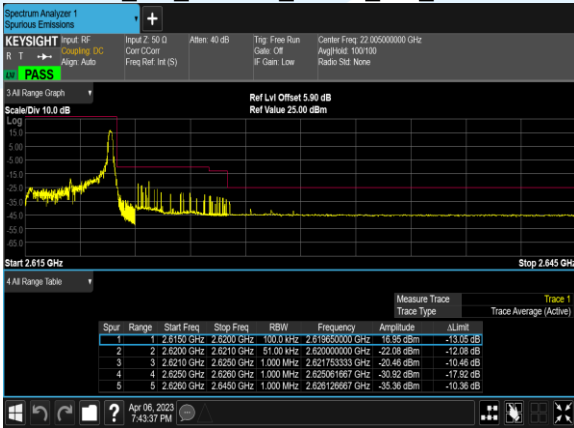 Spectrum Analyzer 1
Spurious Emissions
+
KEYSIGHT Input: RF Input Z: 50 Ω Atten: 40 dB Trig: Free Run Center Freq: 22.005000000 GHz
R T Coupling: DC Corr CCorr Gate: Off Avg|Hold: 100/100
Align: Auto Freq Ref: Int (S) IF Gain: Low Radio Std: None
PASS
3 All Range Graph
Ref Lvl Offset 5.90 dB
Scale/Div 10.0 dB Ref Value 25.00 dBm
Log
15.0
5.00
-5.00
-15.0
-25.0
-35.0
-45.0
-55.0
-65.0
Start 2.615 GHz Stop 2.645 GHz
4 All Range Table
Measure Trace Trace 1
Trace Type Trace Average (Active)
Spur Range Start Freq Stop Freq RBW Frequency Amplitude ΔLimit
1 1 2.6150 GHz 2.6200 GHz 100.0 kHz 2.619650000 GHz 16.95 dBm -13.05 dB
2 2 2.6200 GHz 2.6210 GHz 51.00 kHz 2.620000000 GHz -22.08 dBm -12.08 dB
3 3 2.6210 GHz 2.6250 GHz 1.000 MHz 2.621753333 GHz -20.46 dBm -10.46 dB
4 4 2.6250 GHz 2.6260 GHz 1.000 MHz 2.625061667 GHz -30.92 dBm -17.92 dB
5 5 2.6260 GHz 2.6450 GHz 1.000 MHz 2.626126667 GHz -35.36 dBm -10.36 dB
? Apr 06, 2023
7:43:37 PM